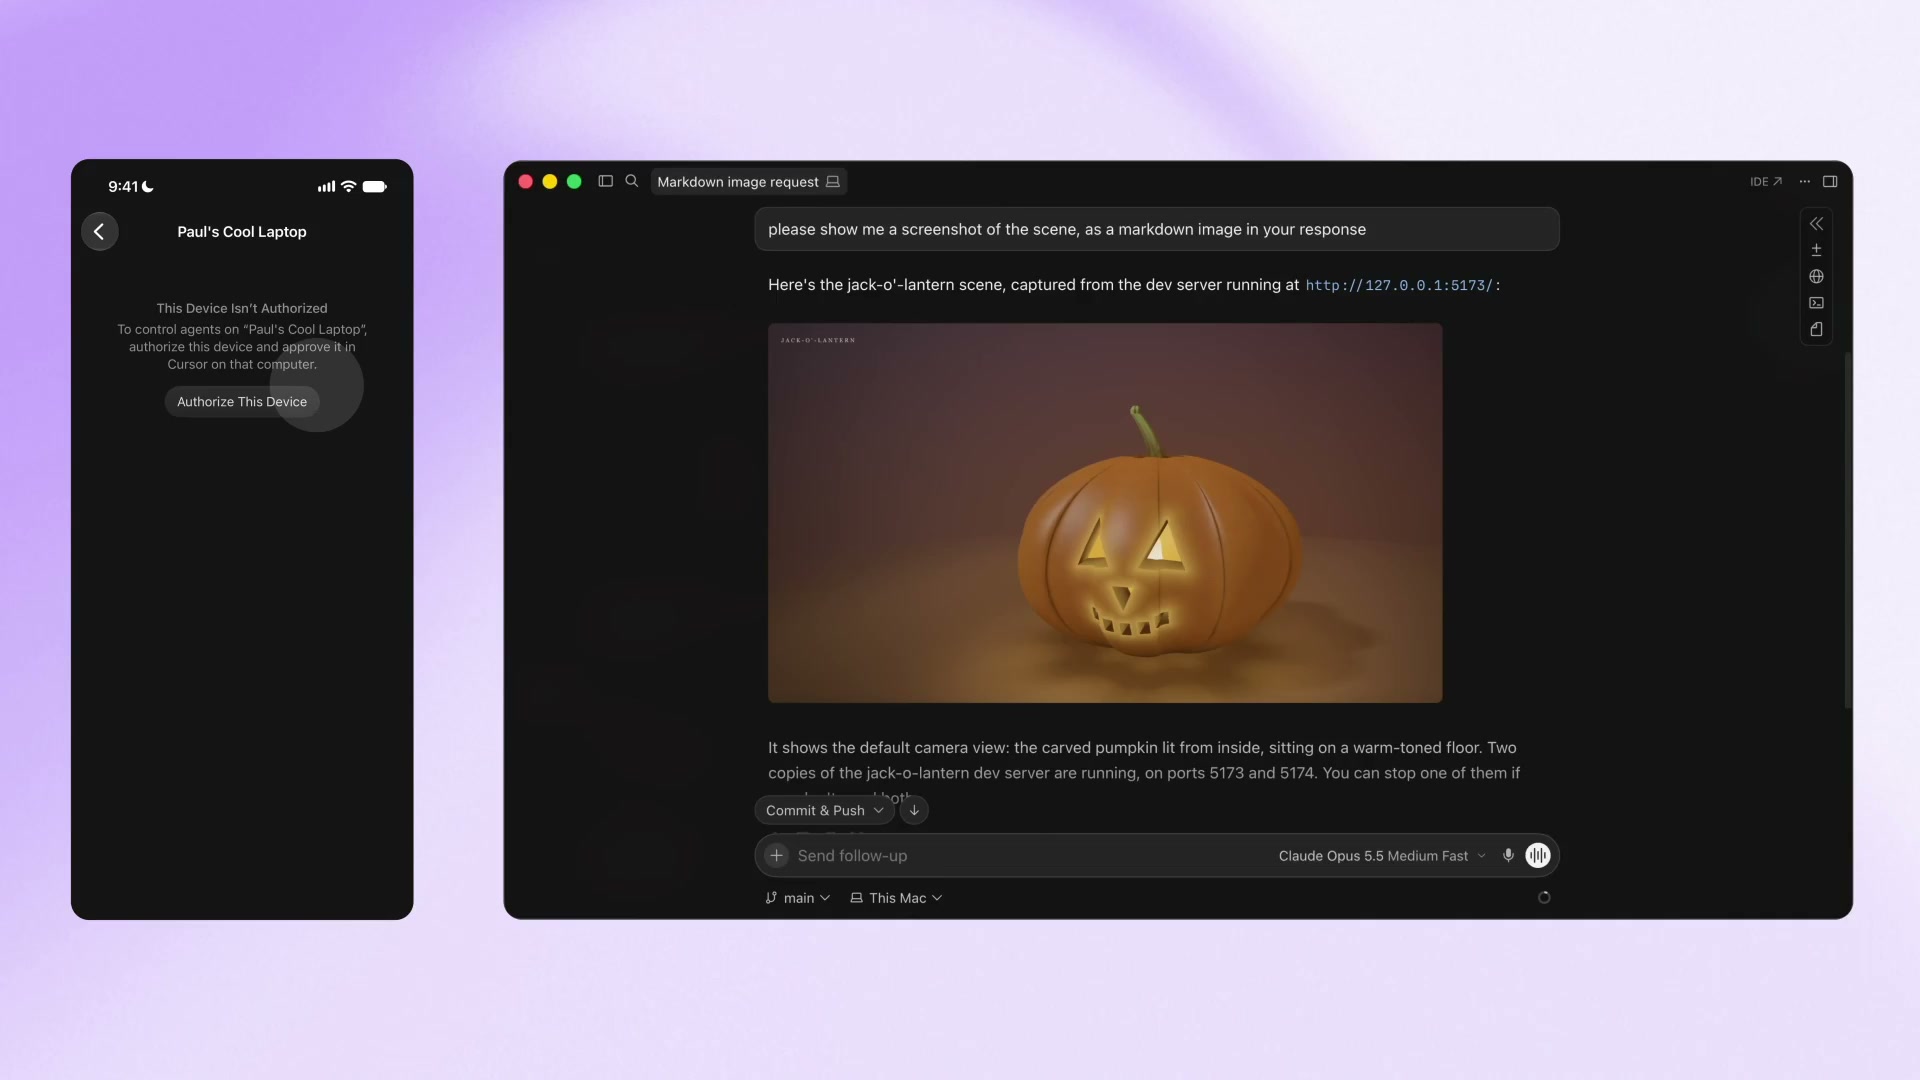 9:41
Paul's Cool Laptop
This Device Isn't Authorized
To control agents on “Paul's Cool Laptop”,
authorize this device and approve it in
Cursor on that computer.
Authorize This Device
Markdown image request
IDE
please show me a screenshot of the scene, as a markdown image in your response
Here's the jack-o'-lantern scene, captured from the dev server running at http://127.0.0.1:5173/:
JACK-O'-LANTERN
It shows the default camera view: the carved pumpkin lit from inside, sitting on a warm-toned floor. Two
copies of the jack-o-lantern dev server are running, on ports 5173 and 5174. You can stop one of them if
Commit & Push
Send follow-up
Claude Opus 5.5 Medium Fast
main
This Mac